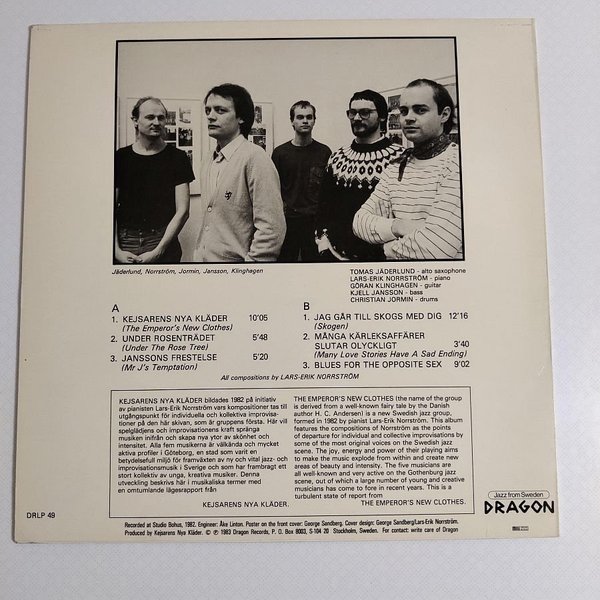 Jäderlund, Norrström, Jormin, Jansson, Klinghagen
TOMAS JÄDERLUND - alto saxophone
LARS-ERIK NORRSTRÖM - piano
GÖRAN KLINGHAGEN - guitar
KJELL JANSSON - bass
CHRISTIAN JORMIN - drums
A
1. KEJSARENS NYA KLÄDER 10'05
(The Emperor's New Clothes)
2. UNDER ROSENTRÄDET 5'48
(Under The Rose Tree)
3. JANSSONS FRESTELSE 5'20
(Mr J's Temptation)
B
1. JAG GÅR TILL SKOGS MED DIG 12'16
(Skogen)
2. MÅNGA KÄRLEKSAFFÄRER
SLUTAR OLYCKLIGT 3'40
(Many Love Stories Have A Sad Ending)
3. BLUES FOR THE OPPOSITE SEX 9'02
All compositions by LARS-ERIK NORRSTRÖM
KEJSARENS NYA KLÄDER bildades 1982 på initiativ
av pianisten Lars-Erik Norrström vars kompositioner tas till
utgångspunkt för individuella och kollektiva improvisa-
tioner på den här skivan, som är gruppens första. Här vill
spelglädjens och improvisationens kraft spränga
musiken inifrån och skapa nya ytor av skönhet och
intensitet. Alla fem musikerna är välkända och mycket
aktiva profiler i Göteborg, en stad som varit en
betydelsefull miljö för framväxten av ny och vital jazz- och
improvisationsmusik i Sverige och som har frambragt ett
stort kollektiv av unga, kreativa musiker. Denna
utveckling beskrivs här i musikaliska termer med
en omtumlande lägesrapport från
KEJSARENS NYA KLÄDER.
THE EMPEROR'S NEW CLOTHES (the name of the group
is derived from a well-known fairy tale by the Danish
author H. C. Andersen) is a new Swedish jazz group,
formed in 1982 by pianist Lars-Erik Norrström. This album
features the compositions of Norrström as the points
of departure for individual and collective improvisations by
some of the most original voices on the Swedish jazz
scene. The joy, energy and power of their playing aims
to make the music explode from within and create new
areas of beauty and intensity. The five musicians are
all well-known and very active on the Gothenburg jazz
scene, out of which a large number of young and creative
musicians has come to fore in recent years. This is a
turbulent state of report from
THE EMPEROR'S NEW CLOTHES.
Jazz from Sweden
DRAGON
DRLP 49
Recorded at Studio Bohus, 1982. Engineer: Åke Linton. Poster on the front cover: George Sandberg. Cover design: George Sandberg/Lars-Erik Norrström.
Produced by Kejsarens Nya Kläder. © ℗ 1983 Dragon Records, P. O. Box 8003, S-104 20 Stockholm, Sweden. For contact: write care of Dragon